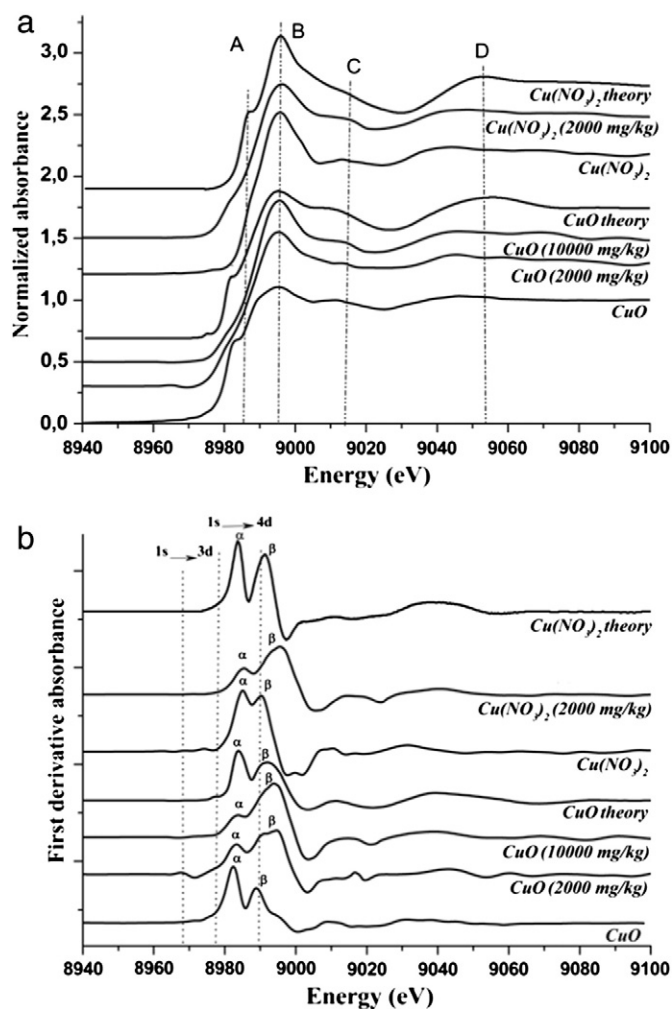 a
A
B
C
D
Normalized absorbance
3,0
2,5
2,0
1,5
1,0
0,5
0,0
Cu(NO3)2 theory
Cu(NO3)2 (2000 mg/kg)
Cu(NO3)2
CuO theory
CuO (10000 mg/kg)
CuO (2000 mg/kg)
CuO
8940 8960 8980 9000 9020 9040 9060 9080 9100
Energy (eV)
b
1s → 4d
1s → 3d
First derivative absorbance
α β
Cu(NO3)2 theory
α β
Cu(NO3)2 (2000 mg/kg)
α β
Cu(NO3)2
α β
CuO theory
α β
CuO (10000 mg/kg)
α β
CuO (2000 mg/kg)
α β
CuO
8940 8960 8980 9000 9020 9040 9060 9080 9100
Energy (eV)